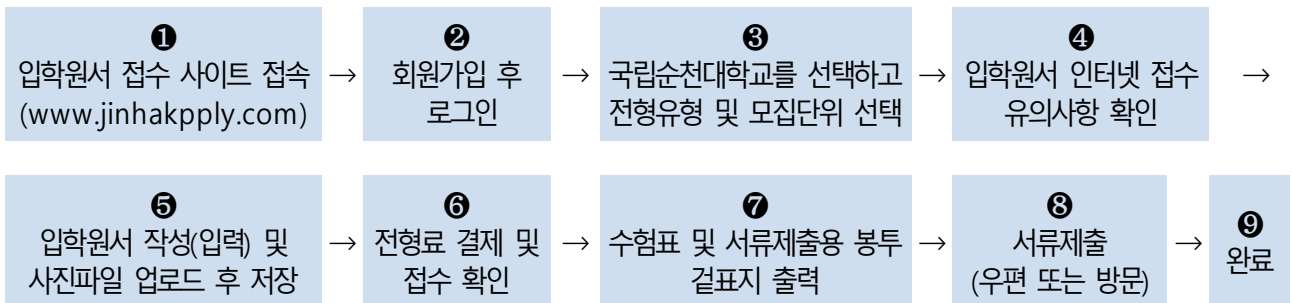 ❶
입학원서 접수 사이트 접속
(www.jinhakpply.com)
→
❷
회원가입 후
로그인
→
❸
국립순천대학교를 선택하고
전형유형 및 모집단위 선택
→
❹
입학원서 인터넷 접수
유의사항 확인
→
❺
입학원서 작성(입력) 및
사진파일 업로드 후 저장
→
❻
전형료 결제 및
접수 확인
→
❼
수험표 및 서류제출용 봉투
겉표지 출력
→
❽
서류제출
(우편 또는 방문)
→
❾
완료